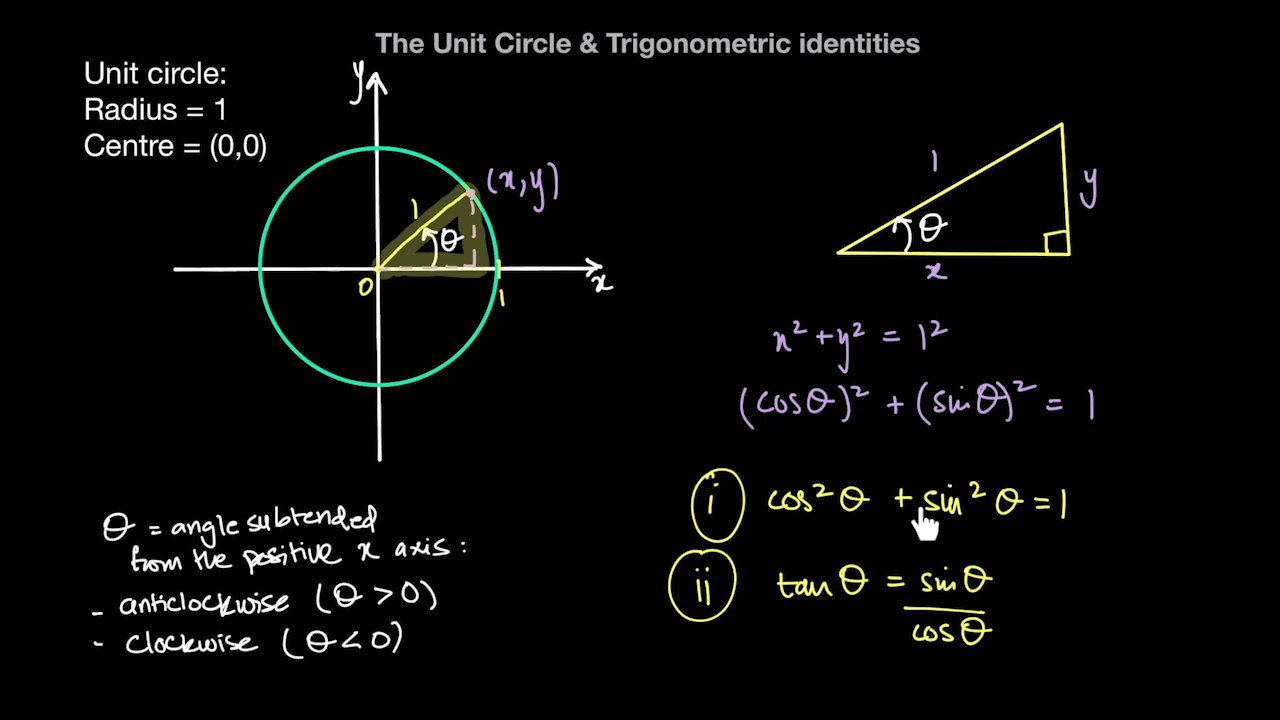 The Unit Circle & Trigonometric identities
Unit circle:
Radius = 1
Centre = (0,0)
y
(x,y)
1
θ
0
1
x
1
y
θ
x
x² + y² = 1²
(cosθ)² + (sinθ)² = 1
i cos²θ + sin²θ = 1
ii tanθ = sinθ
cosθ
θ = angle subtended
from the positive x axis:
- anticlockwise (θ > 0)
- clockwise (θ < 0)